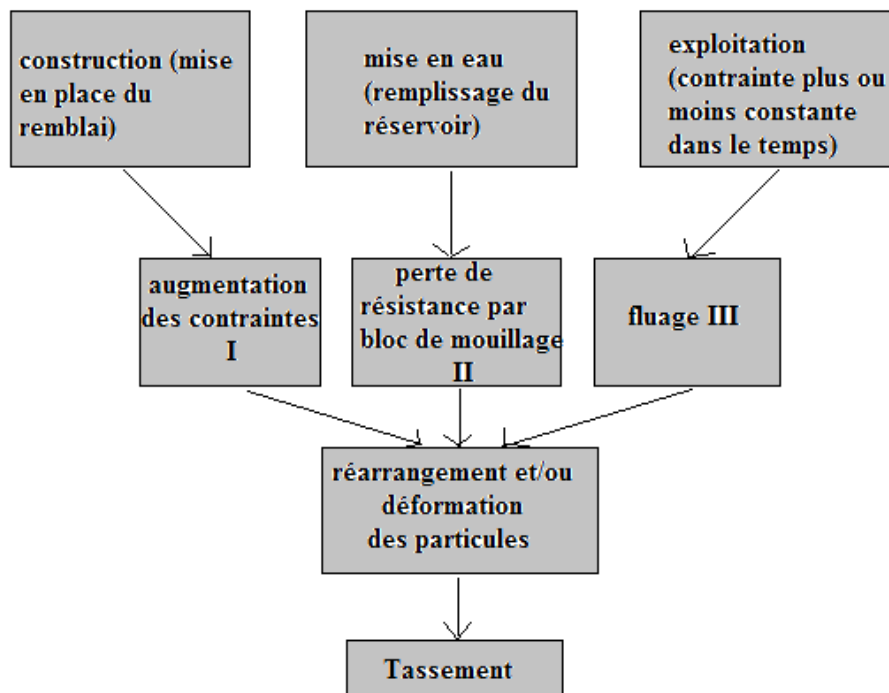 construction (mise
en place du
remblai)
mise en eau
(remplissage du
réservoir)
exploitation
(contrainte plus ou
moins constante
dans le temps)
augmentation
des contraintes
I
perte de
résistance par
bloc de mouillage
II
fluage III
réarrangement et/ou
déformation
des particules
Tassement